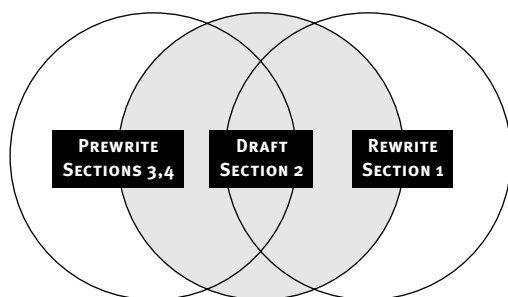 Prewrite
Sections 3,4
Draft
Section 2
Rewrite
Section 1